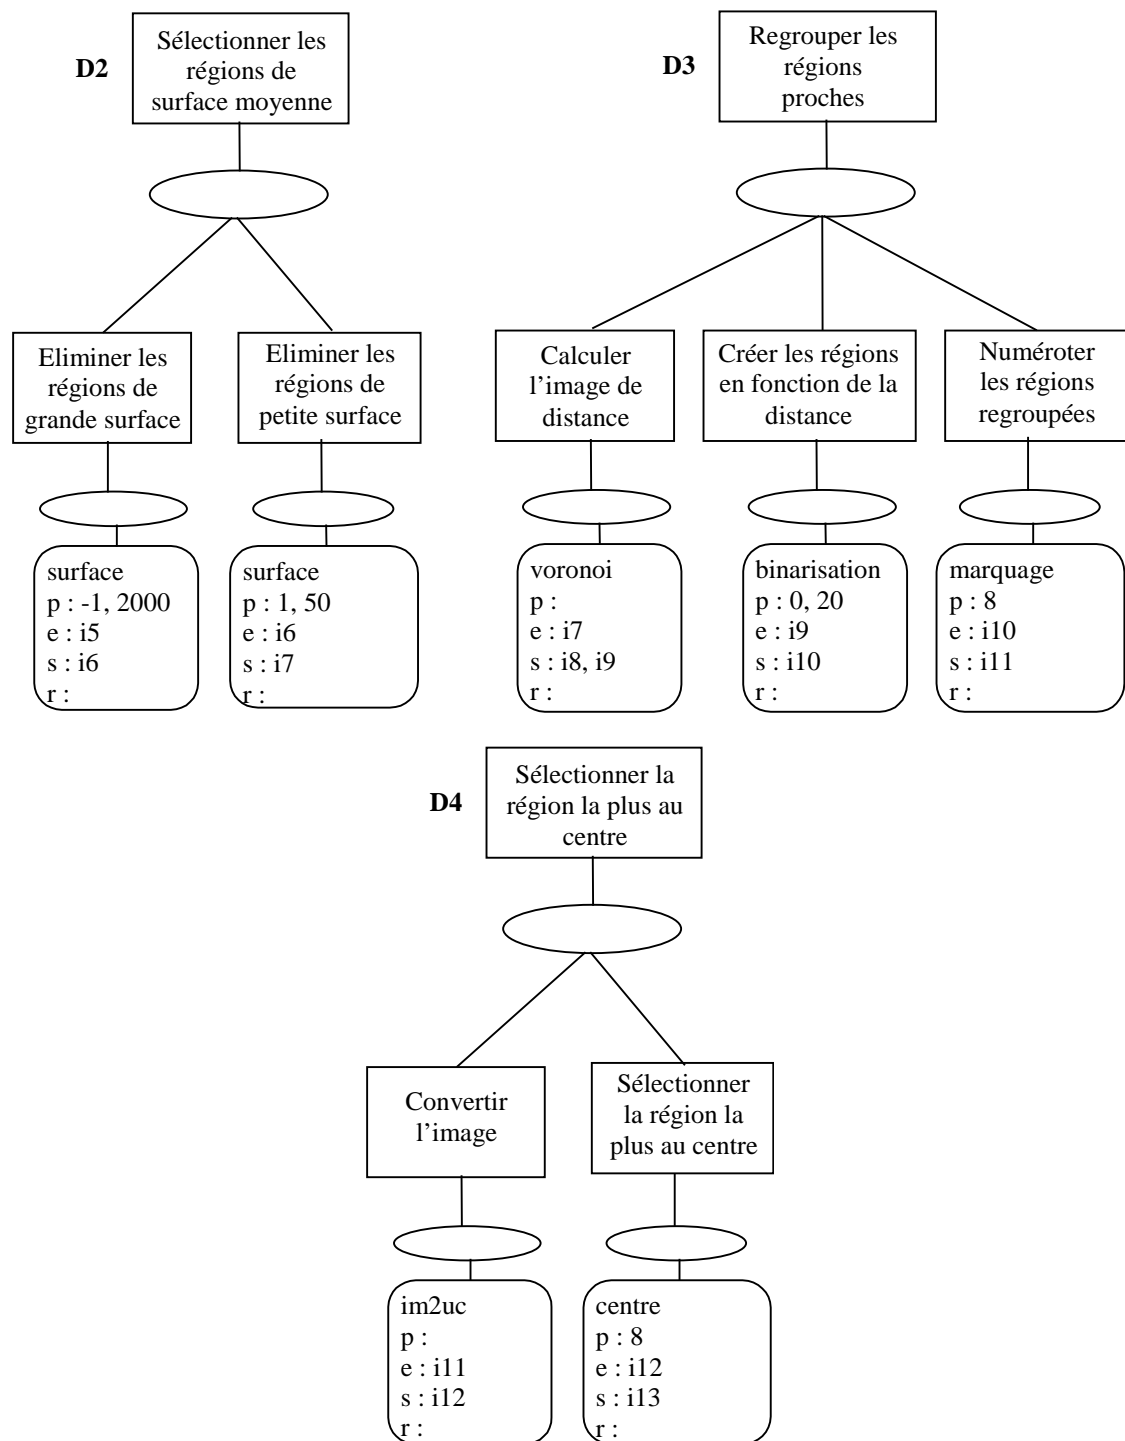 D2
Sélectionner les
régions de
surface moyenne
Eliminer les
régions de
grande surface
Eliminer les
régions de
petite surface
surface
p : -1, 2000
e : i5
s : i6
r :
surface
p : 1, 50
e : i6
s : i7
r :
D3
Regrouper les
régions
proches
Calculer
l’image de
distance
Créer les régions
en fonction de la
distance
Numéroter
les régions
regroupées
voronoi
p :
e : i7
s : i8, i9
r :
binarisation
p : 0, 20
e : i9
s : i10
r :
marquage
p : 8
e : i10
s : i11
r :
D4
Sélectionner la
région la plus au
centre
Convertir
l’image
Sélectionner
la région la
plus au centre
im2uc
p :
e : i11
s : i12
r :
centre
p : 8
e : i12
s : i13
r :